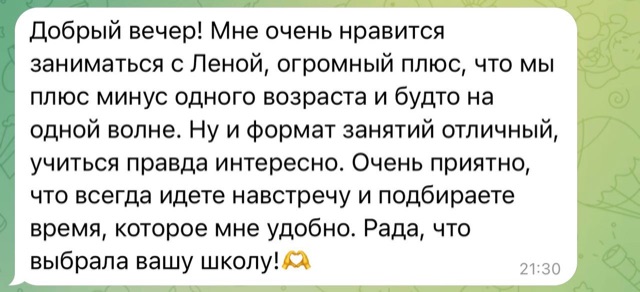 Добрый вечер! Мне очень нравится
заниматься с Леной, огромный плюс, что мы
плюс минус одного возраста и будто на
одной волне. Ну и формат занятий отличный,
учиться правда интересно. Очень приятно,
что всегда идете навстречу и подбираете
время, которое мне удобно. Рада, что
выбрала вашу школу!🫶
21:30